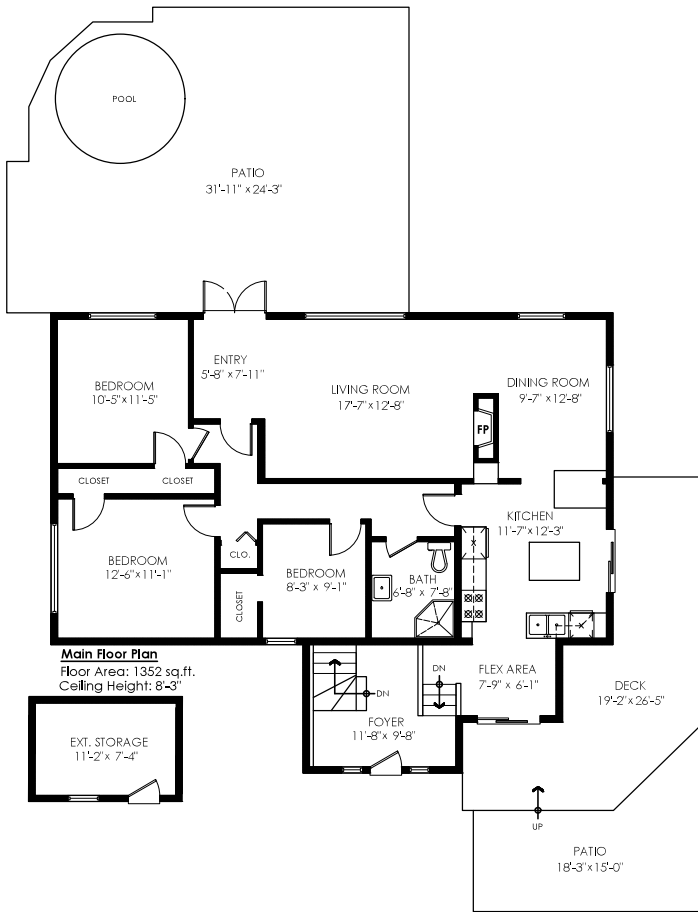 POOL
PATIO
31'-11" x 24'-3"
ENTRY
5'-8" x 7'-11"
BEDROOM
10'-5" x 11'-5"
LIVING ROOM
17'-7" x 12'-8"
DINING ROOM
9'-7" x 12'-8"
FP
CLOSET
CLOSET
KITCHEN
11'-7" x 12'-3"
BEDROOM
12'-6" x 11'-1"
CLO.
BEDROOM
8'-3" x 9'-1"
BATH
6'-8" x 7'-8"
CLOSET
Main Floor Plan
Floor Area: 1352 sq.ft.
Ceiling Height: 8'-3"
DN
DN
FLEX AREA
7'-9" x 6'-1"
DECK
19'-2" x 26'-5"
FOYER
11'-8" x 9'-8"
EXT. STORAGE
11'-2" x 7'-4"
UP
PATIO
18'-3" x 15'-0"